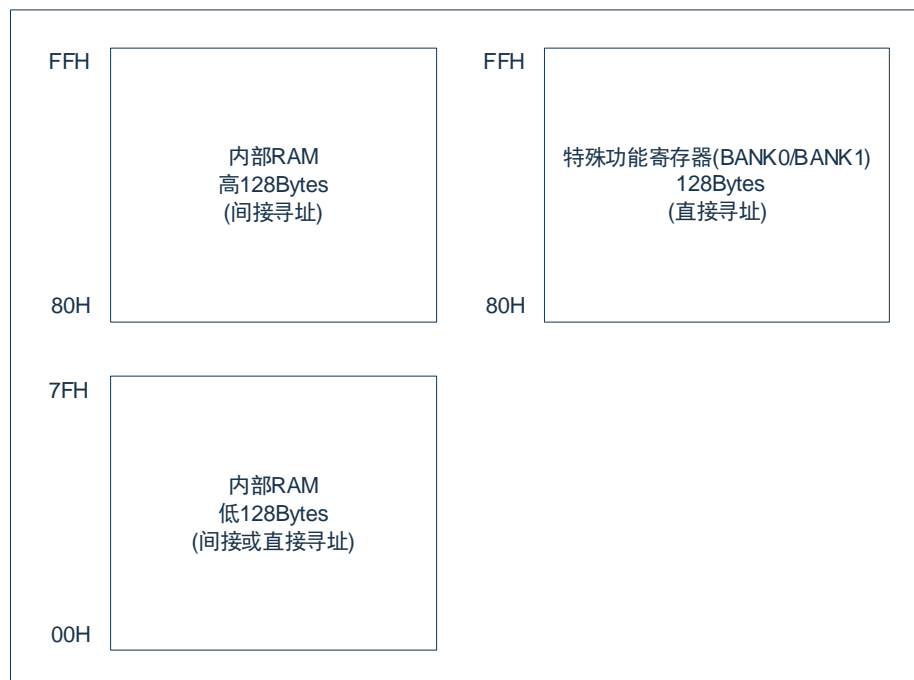 FFH
内部RAM
高128Bytes
(间接寻址)
80H
FFH
特殊功能寄存器(BANK0/BANK1)
128Bytes
(直接寻址)
80H
7FH
内部RAM
低128Bytes
(间接或直接寻址)
00H